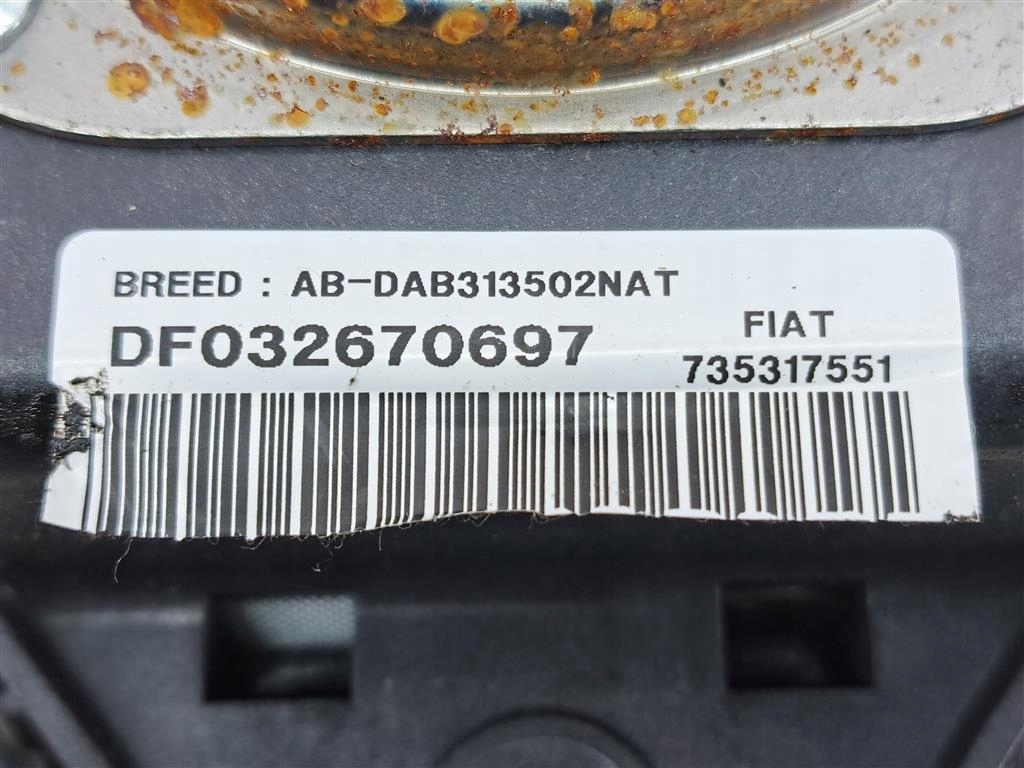 BREED : AB-DAB313502NAT
DF032670697
FIAT
735317551